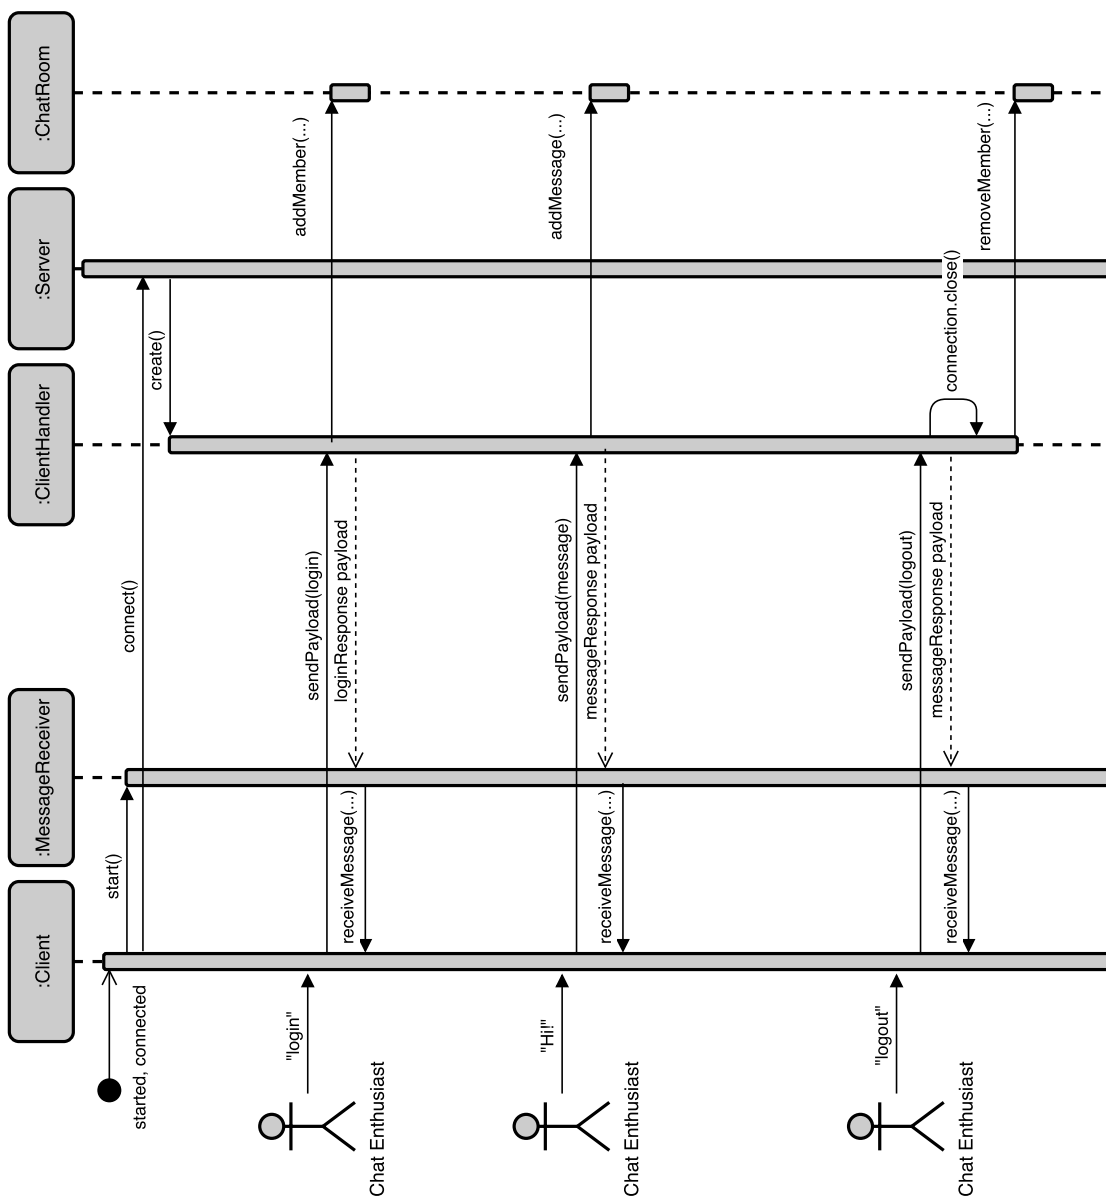 :Client
:MessageReceiver
:ClientHandler
:Server
:ChatRoom
started, connected
start()
connect()
create()
"login"
Chat Enthusiast
sendPayload(login)
addMember(...)
loginResponse payload
receiveMessage(...)
"Hi!"
Chat Enthusiast
sendPayload(message)
addMessage(...)
messageResponse payload
receiveMessage(...)
"logout"
Chat Enthusiast
sendPayload(logout)
messageResponse payload
connection.close()
receiveMessage(...)
removeMember(...)